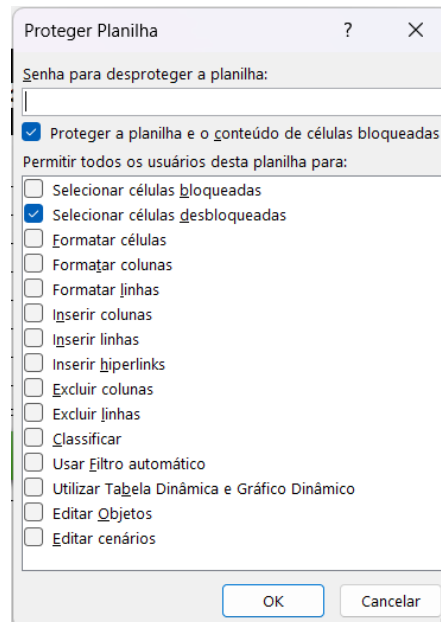 Proteger Planilha ?
Senha para desproteger a planilha:
Proteger a planilha e o conteúdo de células bloqueadas
Permitir todos os usuários desta planilha para:
Selecionar células bloqueadas
Selecionar células desbloqueadas
Formatar células
Formatar colunas
Formatar linhas
Inserir colunas
Inserir linhas
Inserir hiperlinks
Excluir colunas
Excluir linhas
Classificar
Usar Filtro automático
Utilizar Tabela Dinâmica e Gráfico Dinâmico
Editar Objetos
Editar cenários
OK Cancelar